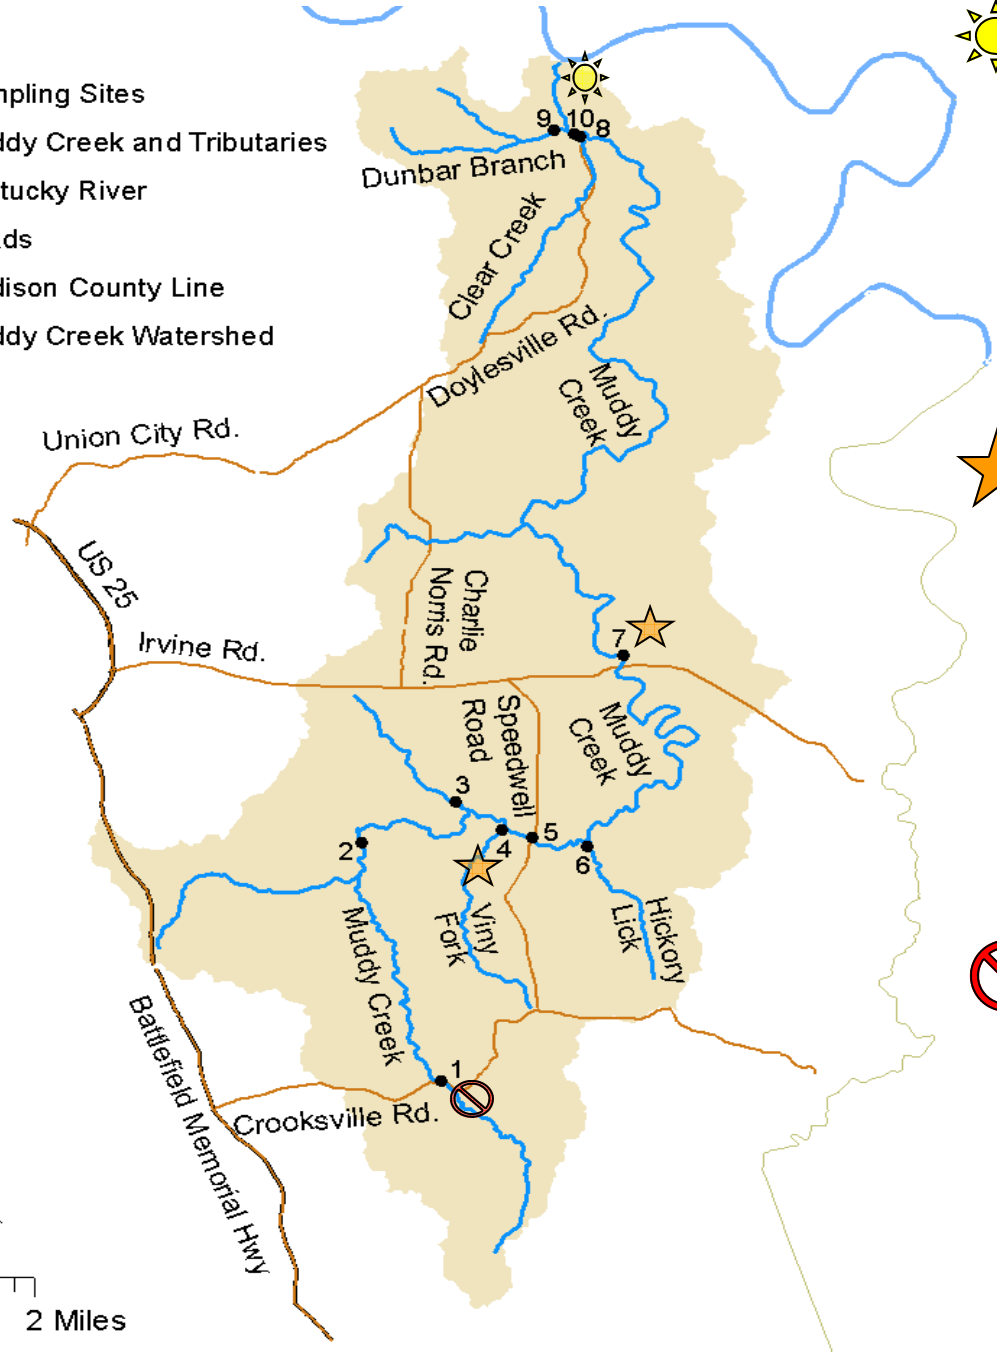 mpling Sites
ddy Creek and Tributaries
tucky River
ds
dison County Line
ddy Creek Watershed
9
10
8
Dunbar Branch
Clear Creek
Doylesville Rd.
Muddy
Creek
Union City Rd.
US 25
Charlie
Norris Rd.
Irvine Rd.
7
Speedwell
Road
Muddy
Creek
3
2
4
5
6
Viny
Fork
Hickory
Lick
Muddy Creek
1
Crooksville Rd.
Battlefield Memorial Hwy
2 Miles